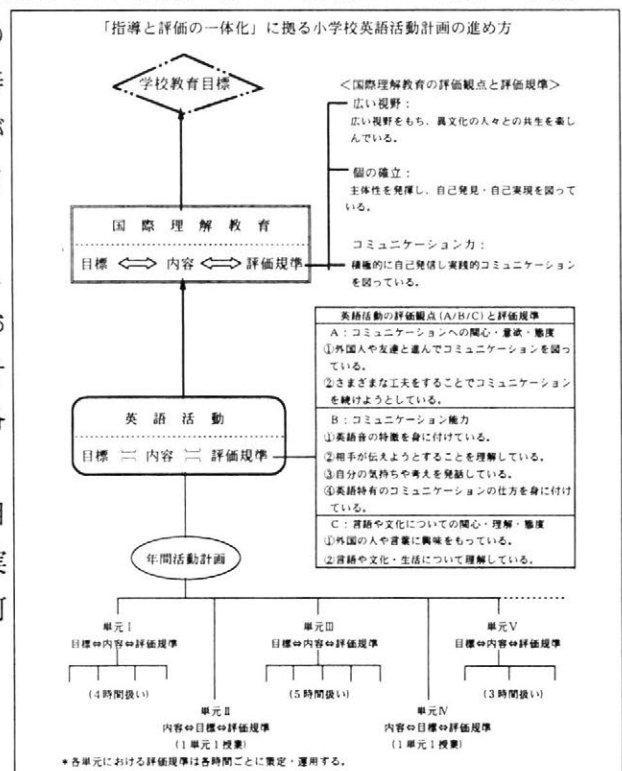 「指導と評価の一体化」に拠る小学校英語活動計画の進め方
学校教育目標
＜国際理解教育の評価観点と評価規準＞
広い視野：
広い視野をもち、異文化の人々との共生を楽し
んでいる。
個の確立：
主体性を発揮し、自己発見・自己実現を図って
いる。
コミュニケーション力：
積極的に自己発信し実践的コミュニケーション
を図っている。
国際理解教育
目標 ⇔ 内容 ⇔ 評価規準
英語活動の評価観点(A/B/C)と評価規準
A：コミュニケーションへの関心・意欲・態度
①外国人や友達と進んでコミュニケーションを図っ
ている。
②さまざまな工夫をすることでコミュニケーション
を続けようとしている。
B：コミュニケーション能力
①英語音の特徴を身に付けている。
②相手が伝えようとすることを理解している。
③自分の気持ちや考えを発話している。
④英語特有のコミュニケーションの仕方を身に付け
ている。
C：言語や文化についての関心・理解・態度
①外国の人や言葉に興味をもっている。
②言語や文化・生活について理解している。
英語活動
目標 内容 評価規準
年間活動計画
単元Ⅰ
目標⇔内容⇔評価規準
(4時間扱い)
単元Ⅱ
内容⇔目標⇔評価規準
(1単元1授業)
単元Ⅲ
目標⇔内容⇔評価規準
(5時間扱い)
単元Ⅳ
内容⇔目標⇔評価規準
(1単元1授業)
単元Ⅴ
目標⇔内容⇔評価規準
(3時間扱い)
＊各単元における評価規準は各時間ごとに策定・運用する。